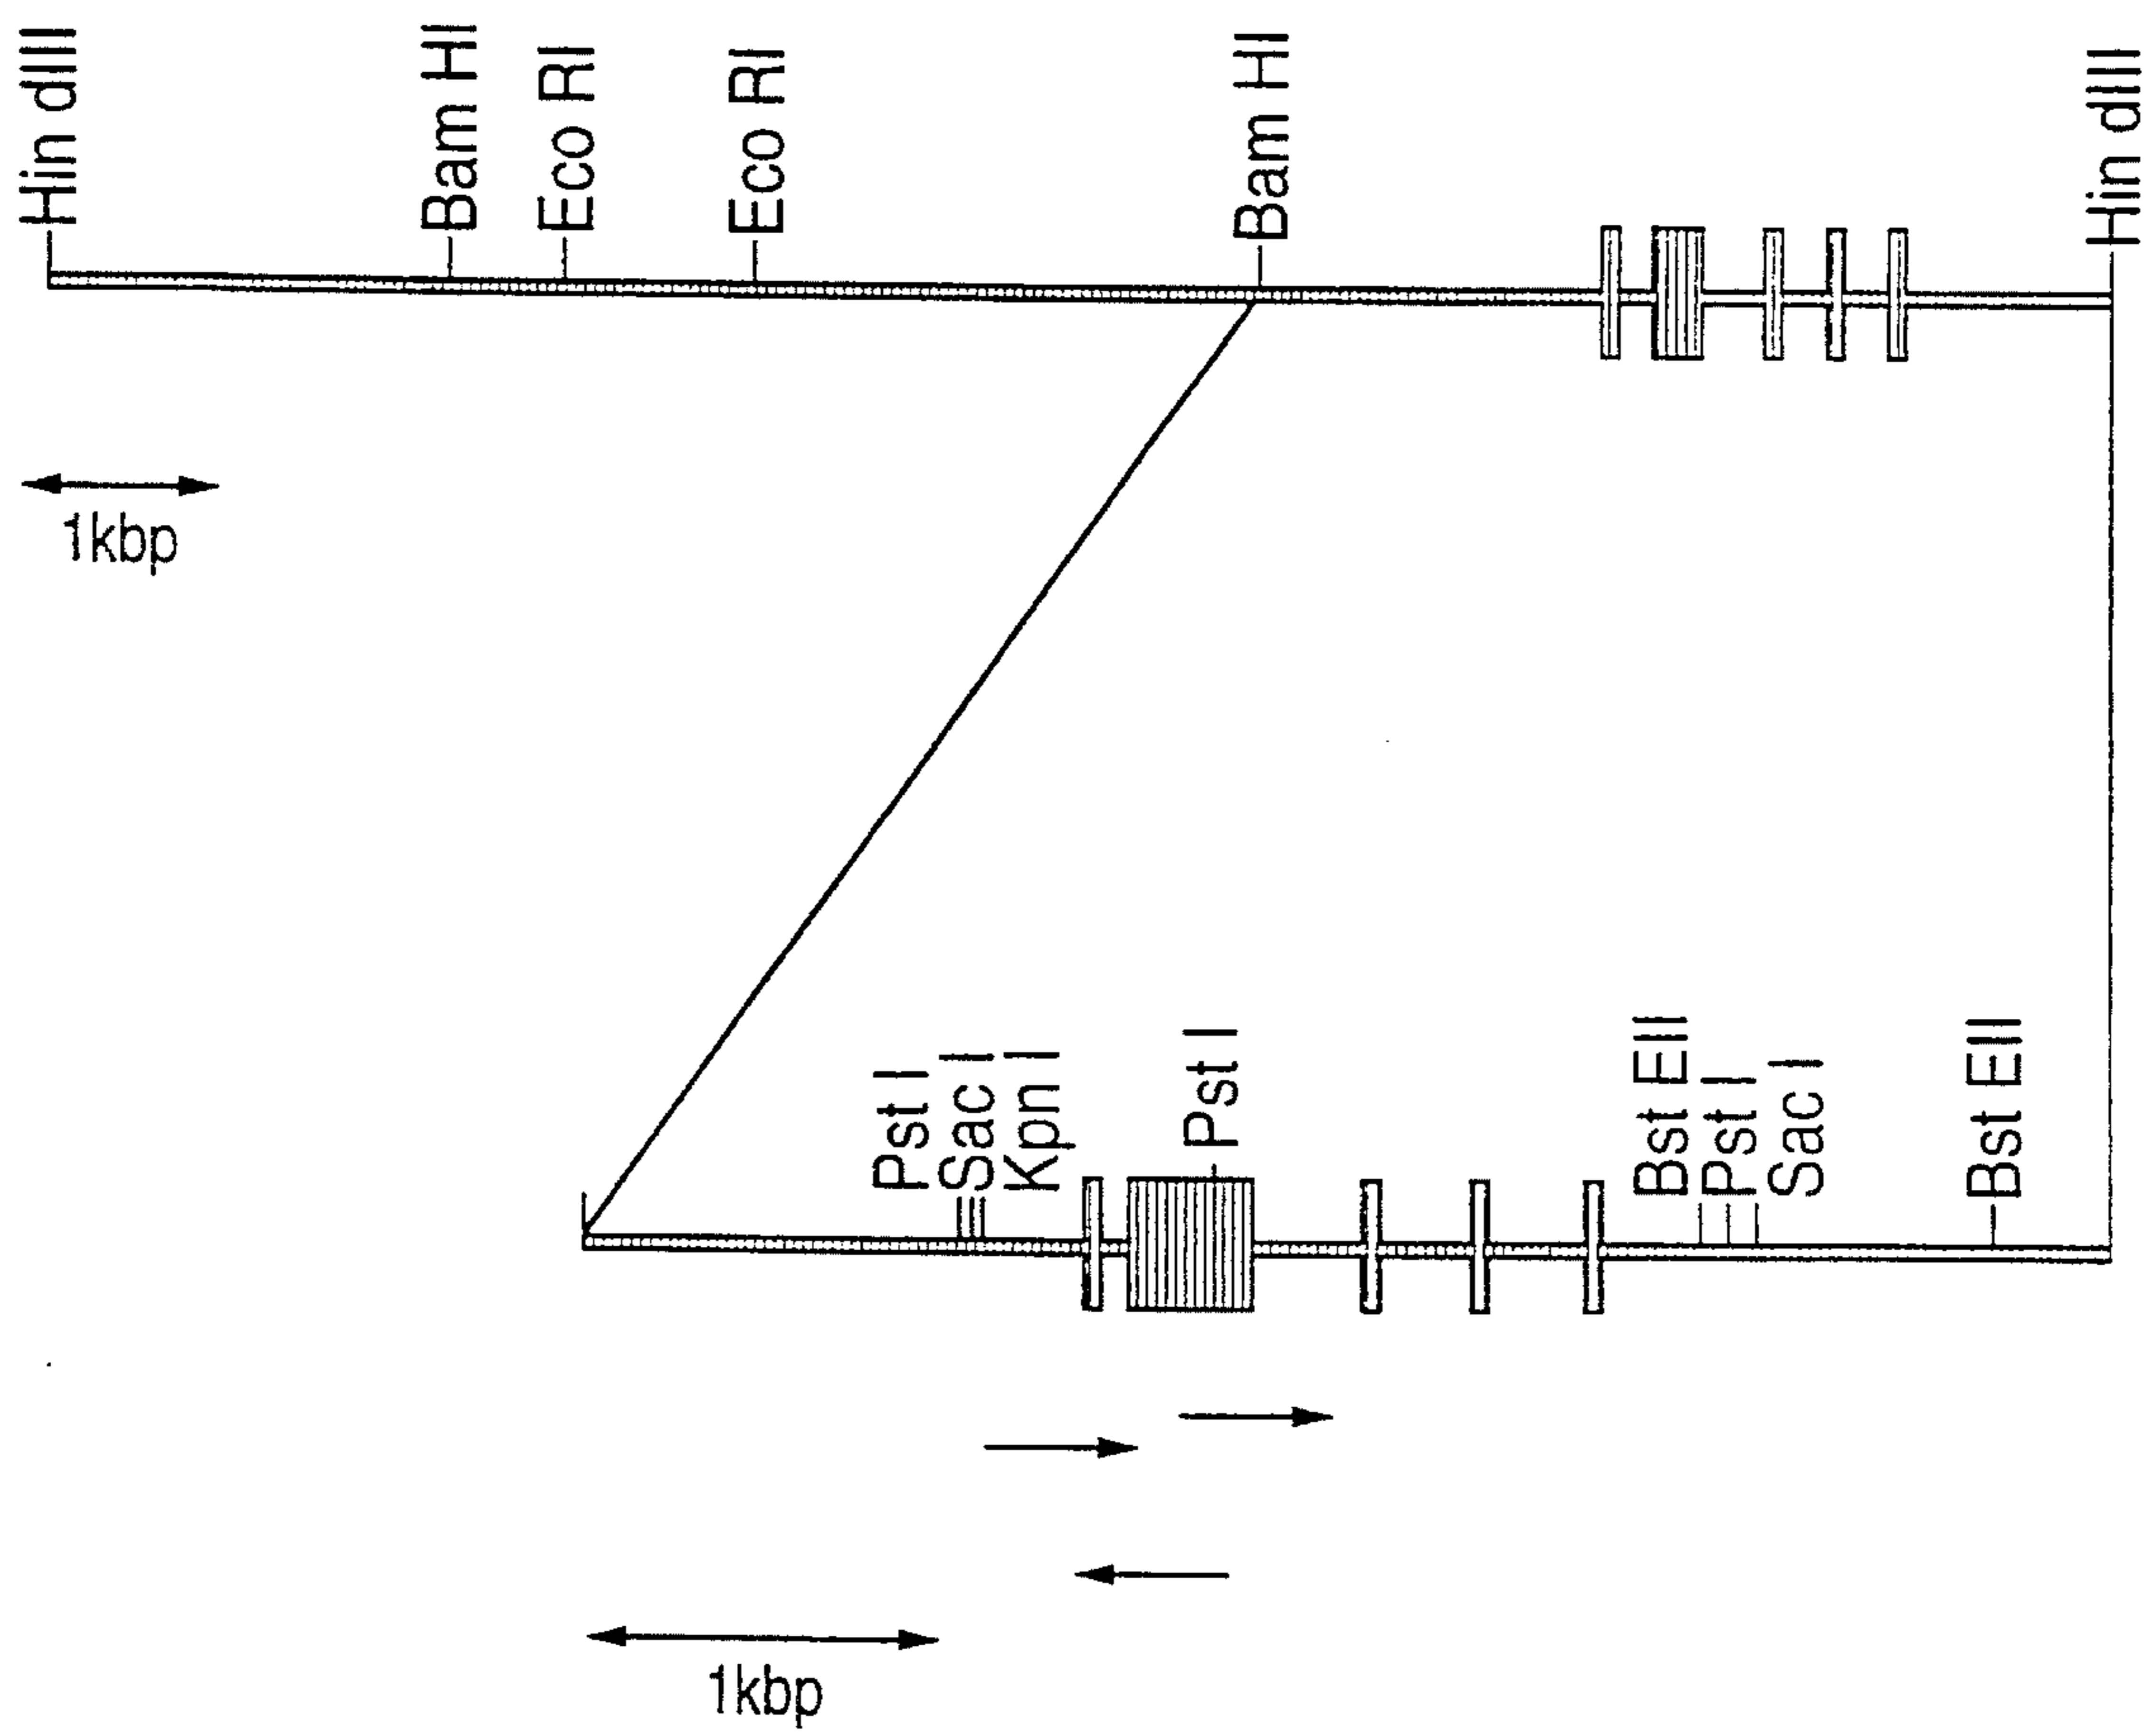 Hin dIII
Bam HI
Eco RI
Eco RI
Bam HI
Hin dIII
1kbp
Pst I
Sac I
Kpn I
Pst I
Bst EII
Pst I
Sac I
Bst EII
1kbp